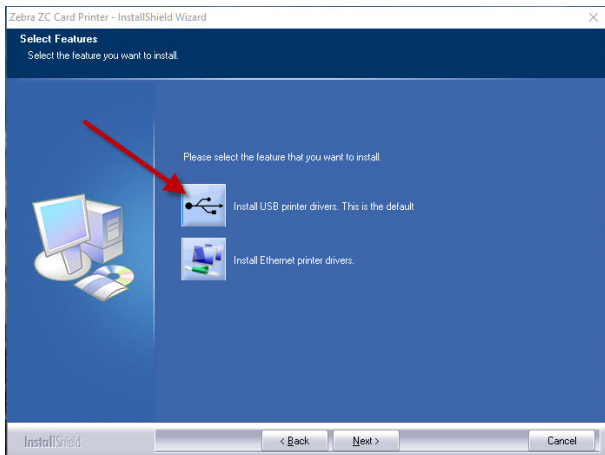 Zebra ZC Card Printer - InstallShield Wizard
Select Features
Select the feature you want to install.
Please select the feature that you want to install.
Install USB printer drivers. This is the default
Install Ethernet printer drivers.
InstallShield
< Back
Next >
Cancel